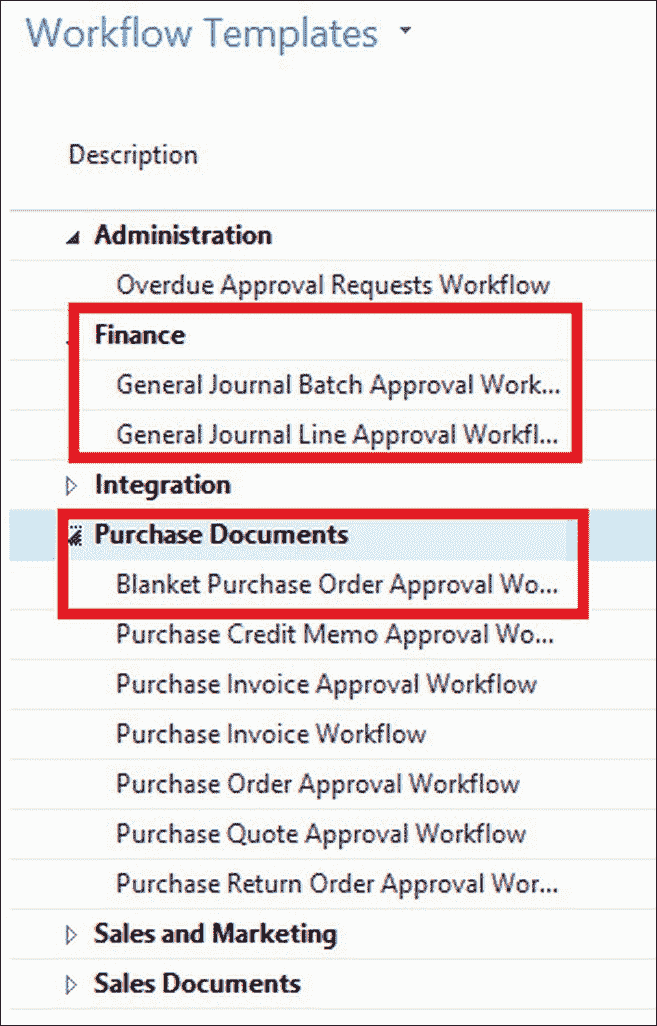 Workflow Templates
Description
Administration
Overdue Approval Requests Workflow
Finance
General Journal Batch Approval Work...
General Journal Line Approval Workfl...
Integration
Purchase Documents
Blanket Purchase Order Approval Wo...
Purchase Credit Memo Approval Wo...
Purchase Invoice Approval Workflow
Purchase Invoice Workflow
Purchase Order Approval Workflow
Purchase Quote Approval Workflow
Purchase Return Order Approval Wor...
Sales and Marketing
Sales Documents